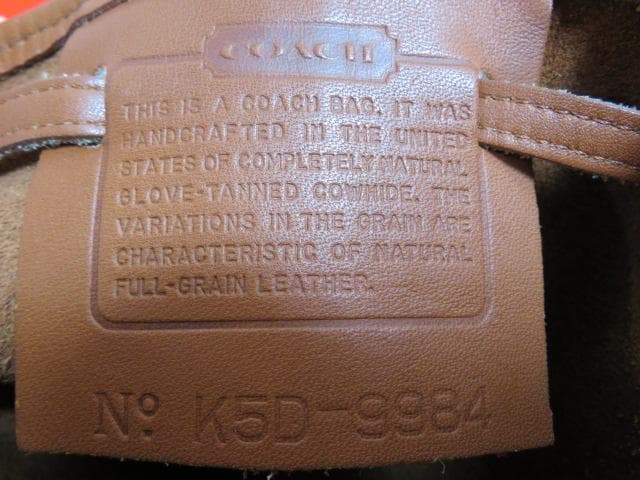 COACH
THIS IS A COACH BAG. IT WAS
HANDCRAFTED IN THE UNITED
STATES OF COMPLETELY NATURAL
GLOVE-TANNED COWHIDE. THE
VARIATIONS IN THE GRAIN ARE
CHARACTERISTIC OF NATURAL
FULL-GRAIN LEATHER.
Nº K5D-9984